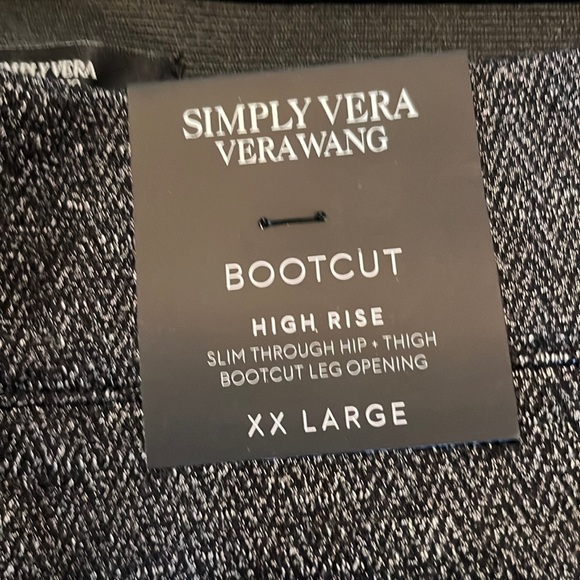 SIMPLY VERA
SIMPLY VERA
VERA WANG
BOOTCUT
HIGH RISE
SLIM THROUGH HIP + THIGH
BOOTCUT LEG OPENING
XX LARGE